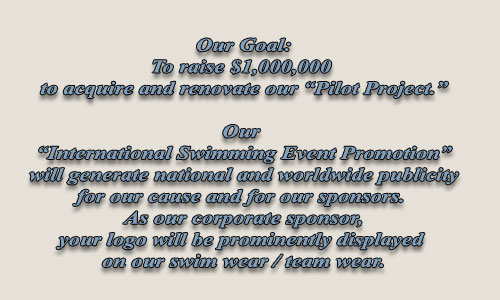 Our Goal:
To raise $1,000,000
to acquire and renovate our “Pilot Project.”
Our
“International Swimming Event Promotion”
will generate national and worldwide publicity
for our cause and for our sponsors.
As our corporate sponsor,
your logo will be prominently displayed
on our swim wear / team wear.